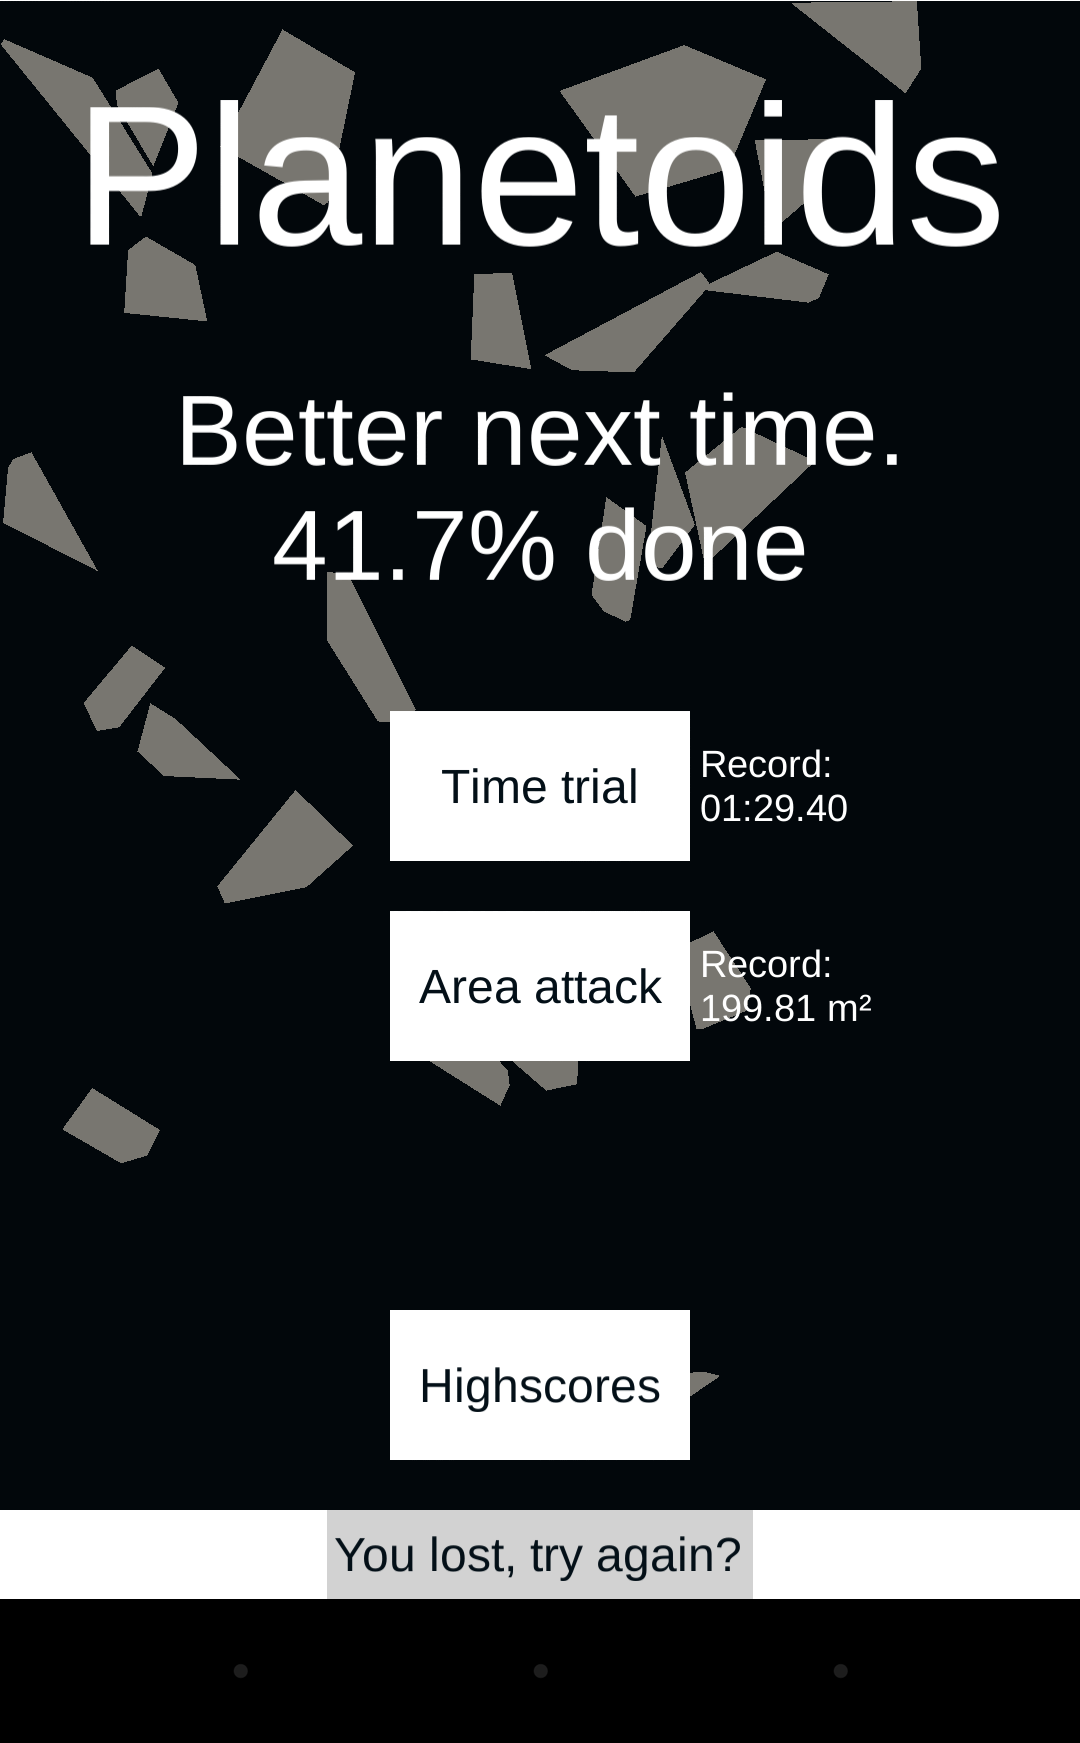 Planetoids
Better next time.
41.7% done
Time trial
Record:
01:29.40
Area attack
Record:
199.81 m²
Highscores
You lost, try again?